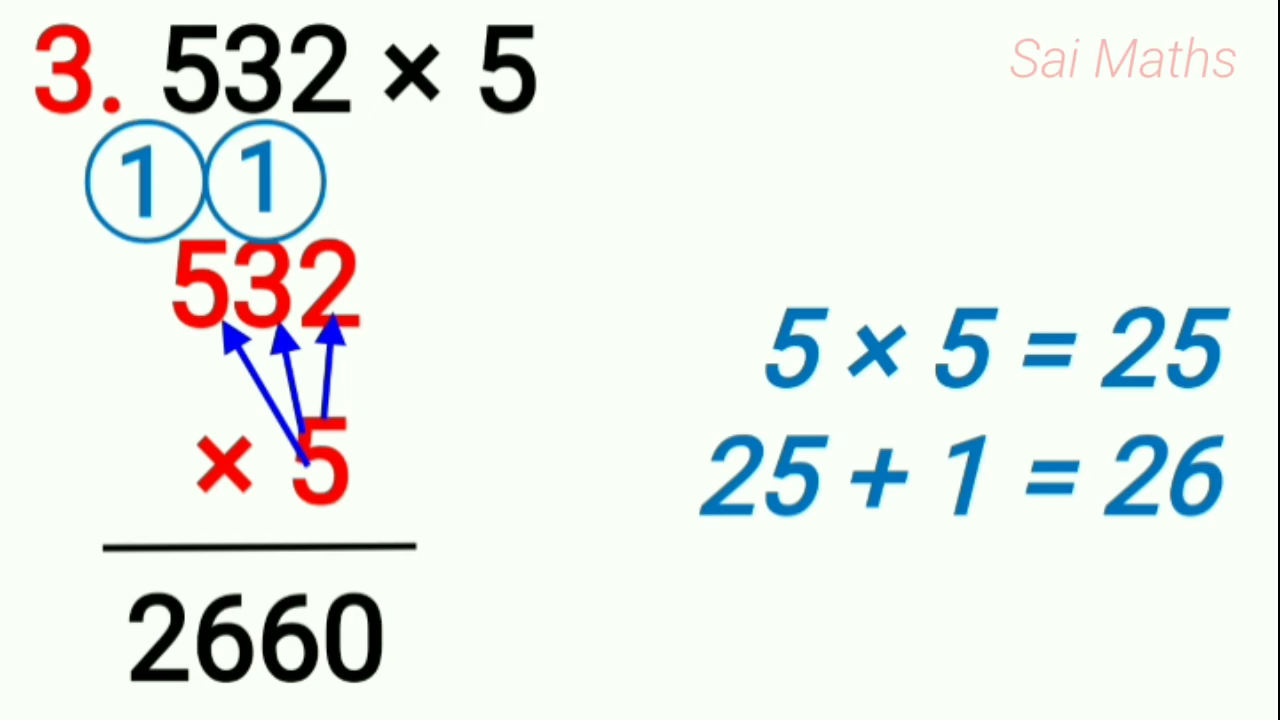 3. 532 × 5
Sai Maths
1 1
532
× 5
2660
5 × 5 = 25
25 + 1 = 26